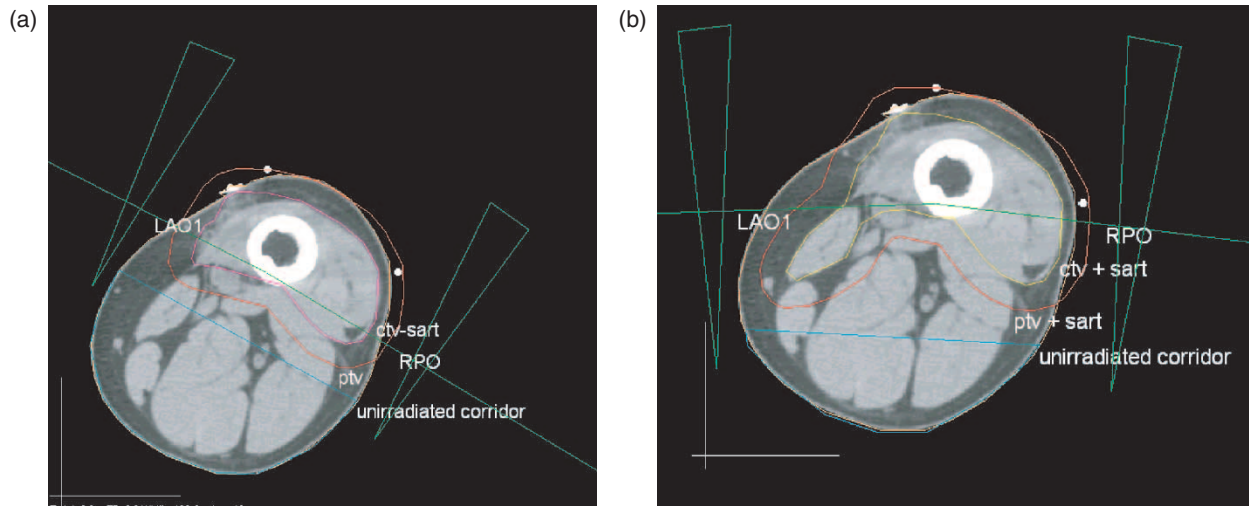 (a)
LAO1
ctv-sart
RPO
ptv
unirradiated corridor
(b)
LAO1
RPO
ctv + sart
ptv + sart
unirradiated corridor